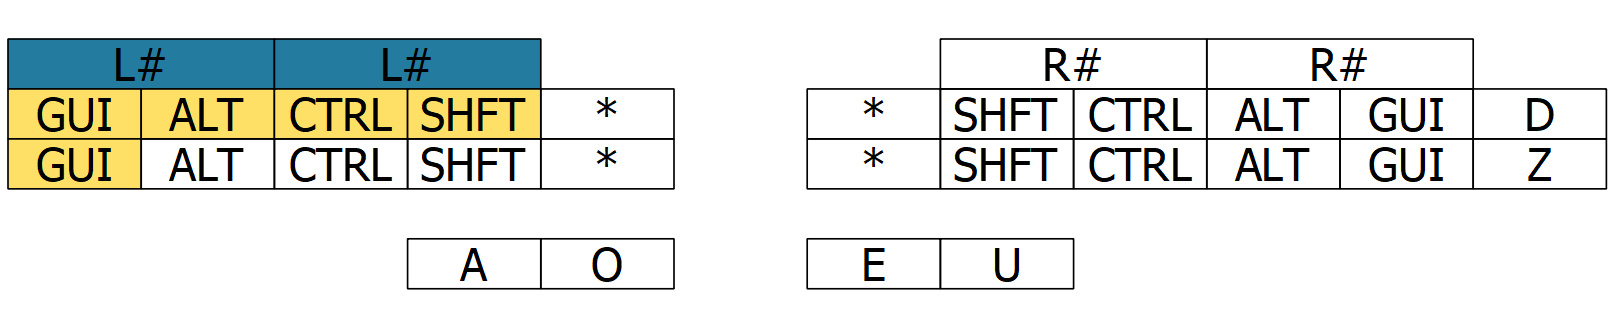 L# L# R# R#
GUI ALT CTRL SHFT * * SHFT CTRL ALT GUI D
GUI ALT CTRL SHFT * * SHFT CTRL ALT GUI Z
A O E U